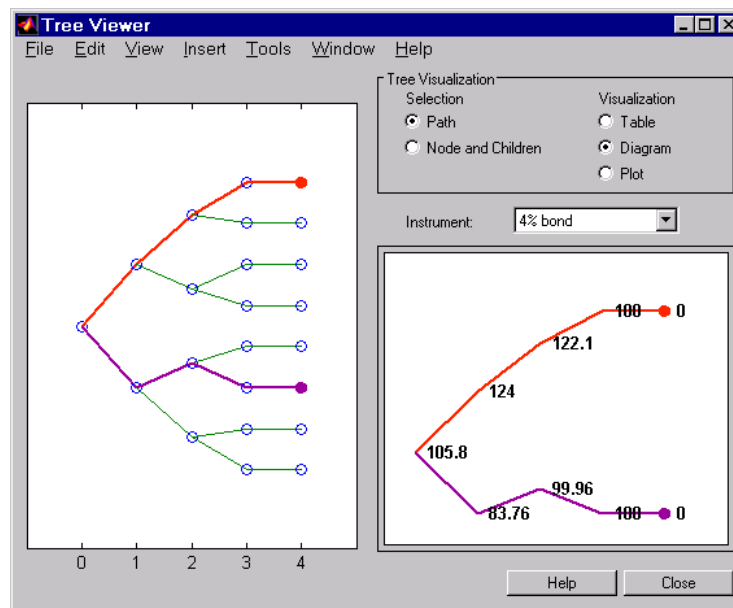 Tree Viewer
File Edit View Insert Tools Window Help
Tree Visualization
Selection Visualization
Path Table
Node and Children Diagram
Plot
Instrument: 4% bond
100 0
122.1
124
105.8
99.96
83.76 100 0
0 1 2 3 4
Help Close